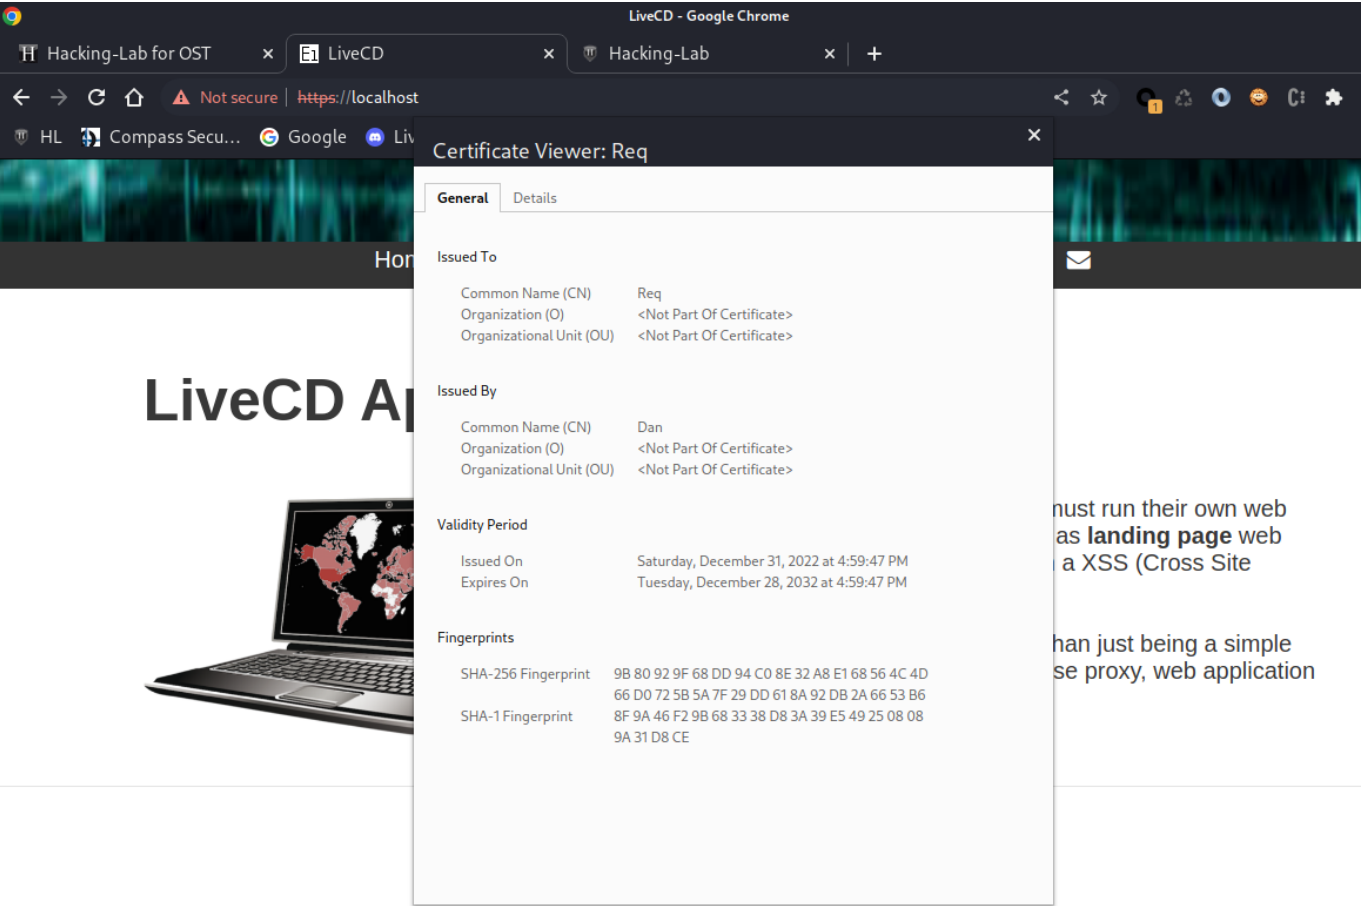 LiveCD - Google Chrome
Hacking-Lab for OST
LiveCD
Hacking-Lab
Not secure https://localhost
1
HL Compass Secu... Google Liv
Certificate Viewer: Req
General Details
Hom
Issued To
Common Name (CN) Req
Organization (O) <Not Part Of Certificate>
Organizational Unit (OU) <Not Part Of Certificate>
Issued By
Common Name (CN) Dan
Organization (O) <Not Part Of Certificate>
Organizational Unit (OU) <Not Part Of Certificate>
Validity Period
Issued On Saturday, December 31, 2022 at 4:59:47 PM
Expires On Tuesday, December 28, 2032 at 4:59:47 PM
Fingerprints
SHA-256 Fingerprint 9B 80 92 9F 68 DD 94 C0 8E 32 A8 E1 68 56 4C 4D
66 D0 72 5B 5A 7F 29 DD 61 8A 92 DB 2A 66 53 B6
SHA-1 Fingerprint 8F 9A 46 F2 9B 68 33 38 D8 3A 39 E5 49 25 08 08
9A 31 D8 CE
LiveCD Ap
must run their own web
as landing page web
a XSS (Cross Site
han just being a simple
se proxy, web application